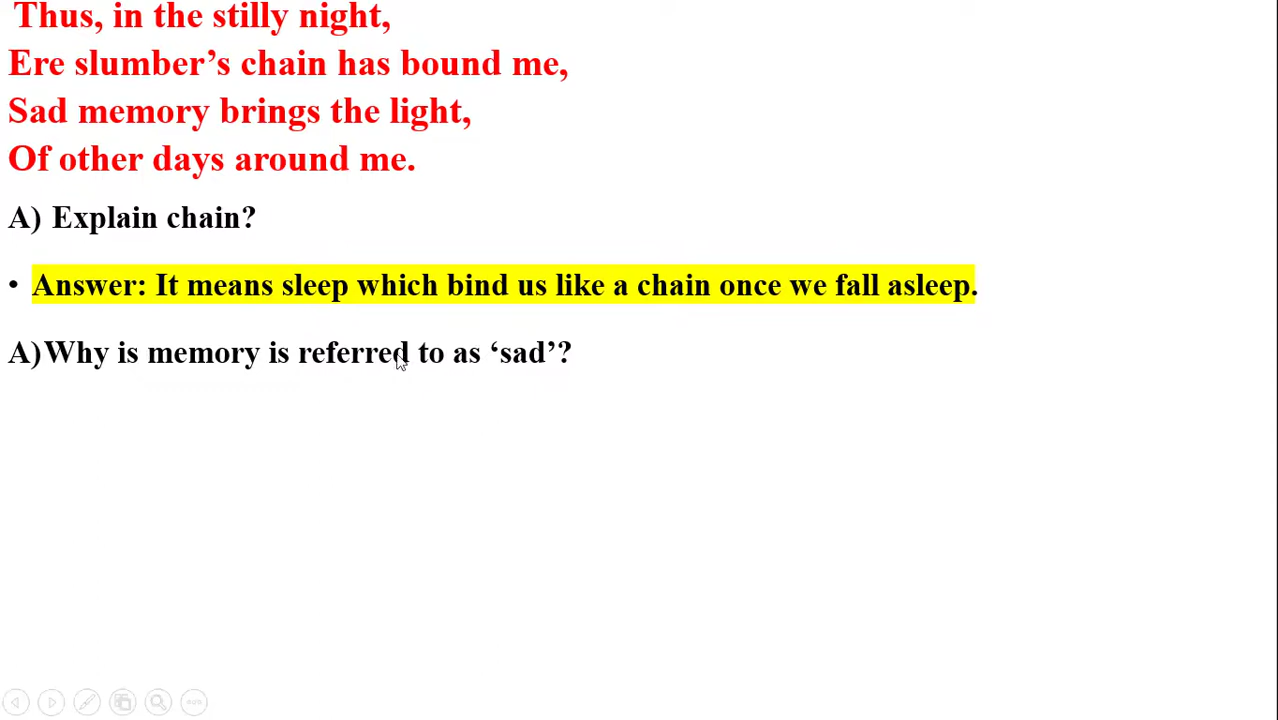 Thus, in the stilly night,
Ere slumber’s chain has bound me,
Sad memory brings the light,
Of other days around me.
A) Explain chain?
• Answer: It means sleep which bind us like a chain once we fall asleep.
A)Why is memory is referred to as ‘sad’?